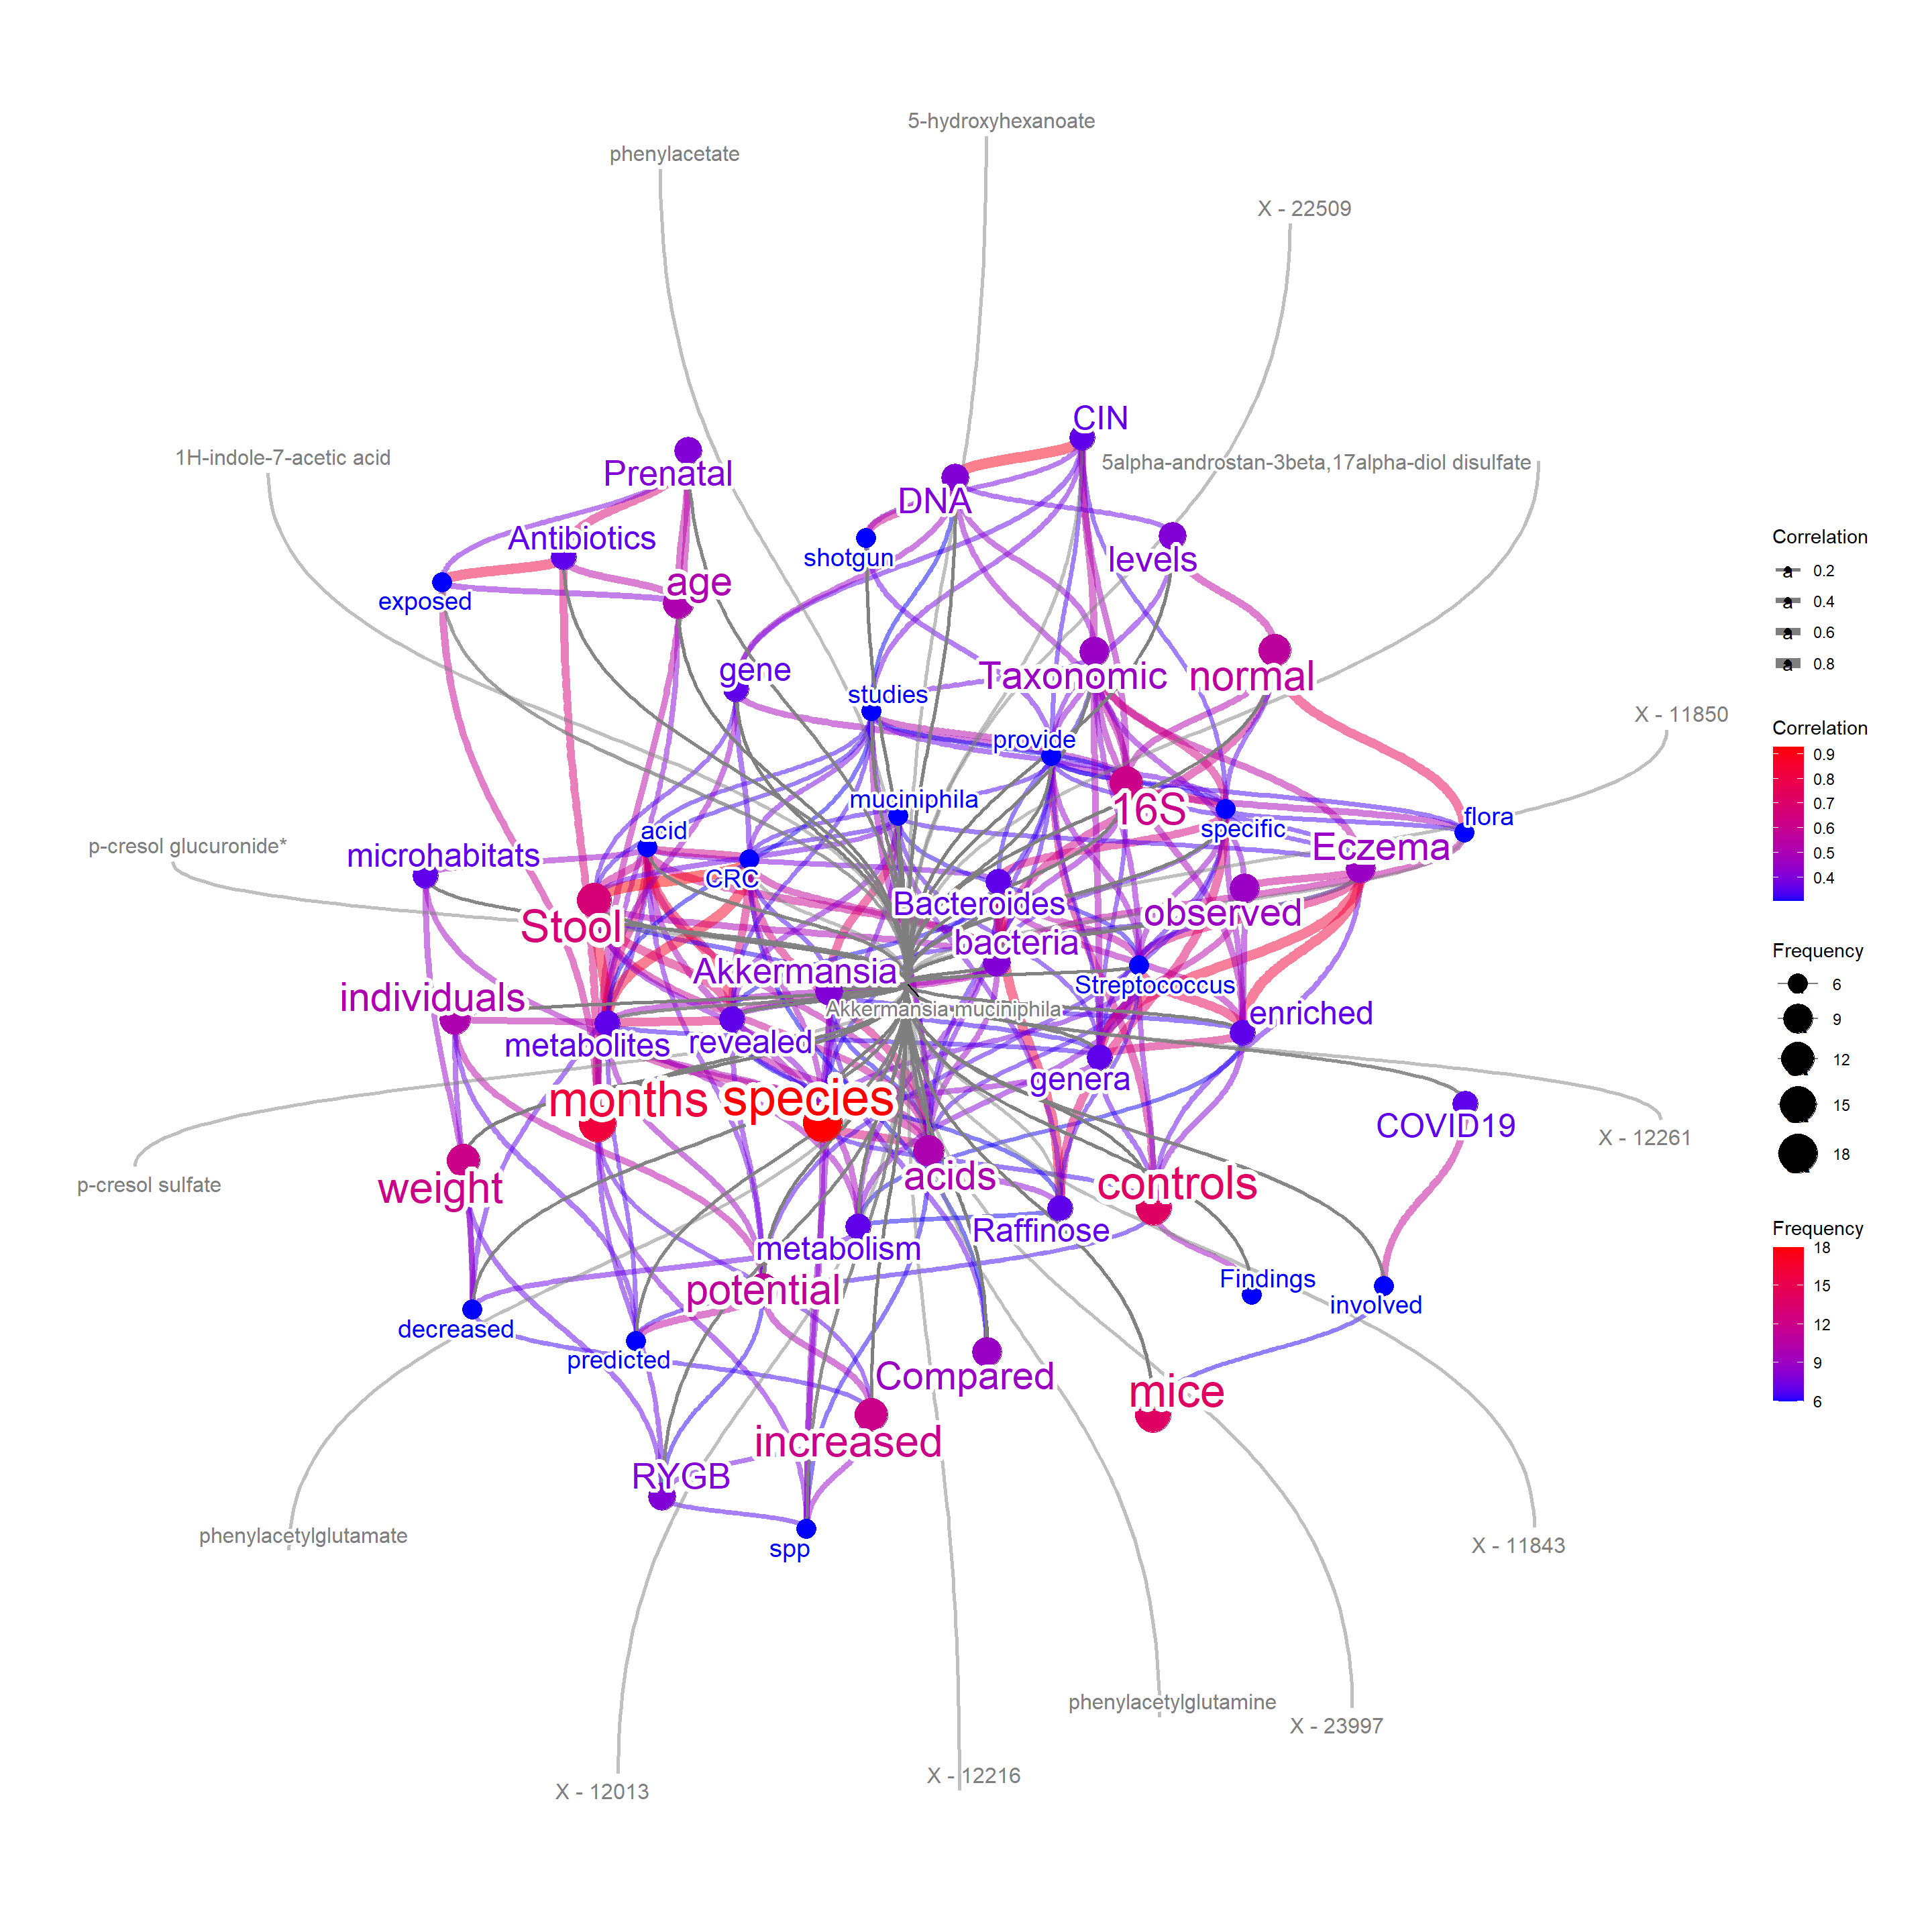 5-hydroxyhexanoate
phenylacetate
X - 22509
CIN
1H-indole-7-acetic acid
5alpha-androstan-3beta,17alpha-diol disulfate
Prenatal
DNA
Antibiotics
shotgun
levels
age
exposed
gene
Taxonomic
normal
studies
X - 11850
provide
muciniphila
16S
flora
acid
specific
p-cresol glucuronide*
microhabitats
Eczema
CRC
Bacteroides
observed
Stool
bacteria
Akkermansia
Streptococcus
individuals
Akkermansia muciniphila
enriched
metabolites
revealed
genera
months
species
COVID19
X - 12261
p-cresol sulfate
weight
acids
controls
Raffinose
metabolism
potential
Findings
involved
decreased
predicted
Compared
mice
increased
RYGB
phenylacetylglutamate
spp
X - 11843
phenylacetylglutamine
X - 23997
X - 12216
X - 12013
Correlation
a 0.2
a 0.4
a 0.6
a 0.8
Correlation
0.9
0.8
0.7
0.6
0.5
0.4
Frequency
6
9
12
15
18
Frequency
18
15
12
9
6